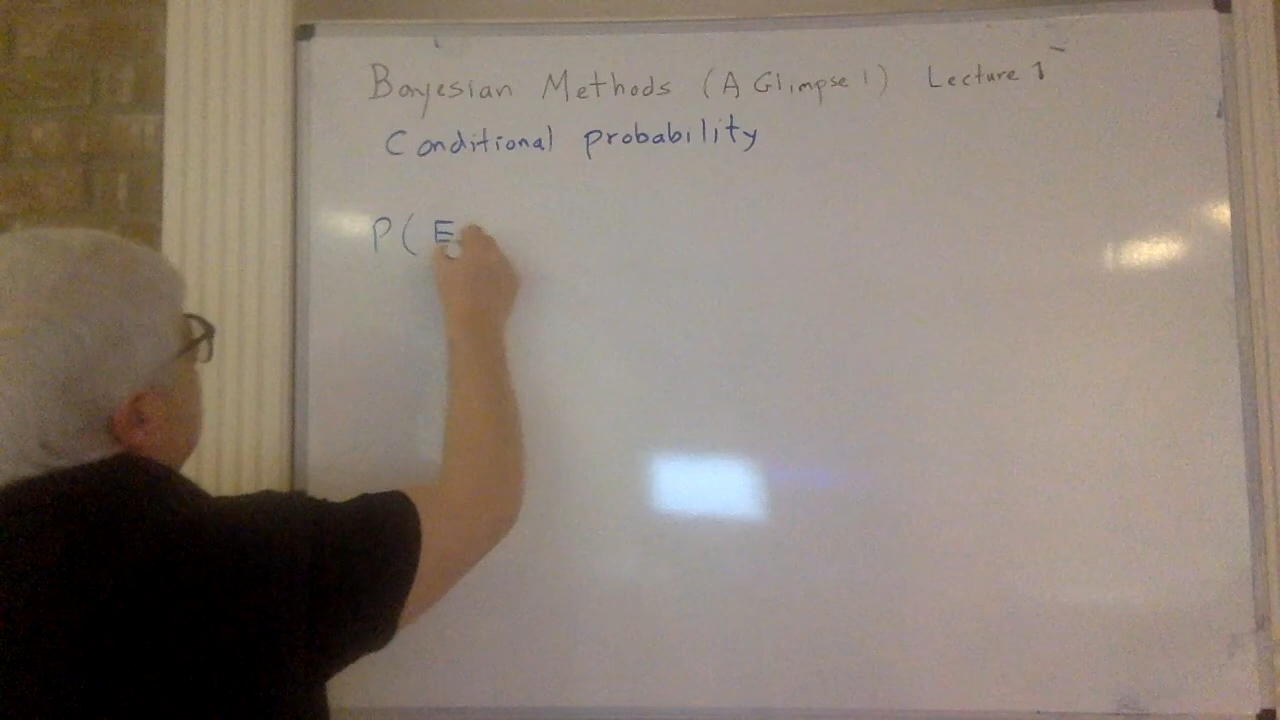 Bayesian Methods (A Glimpse!) Lecture 1
Conditional probability
P(E